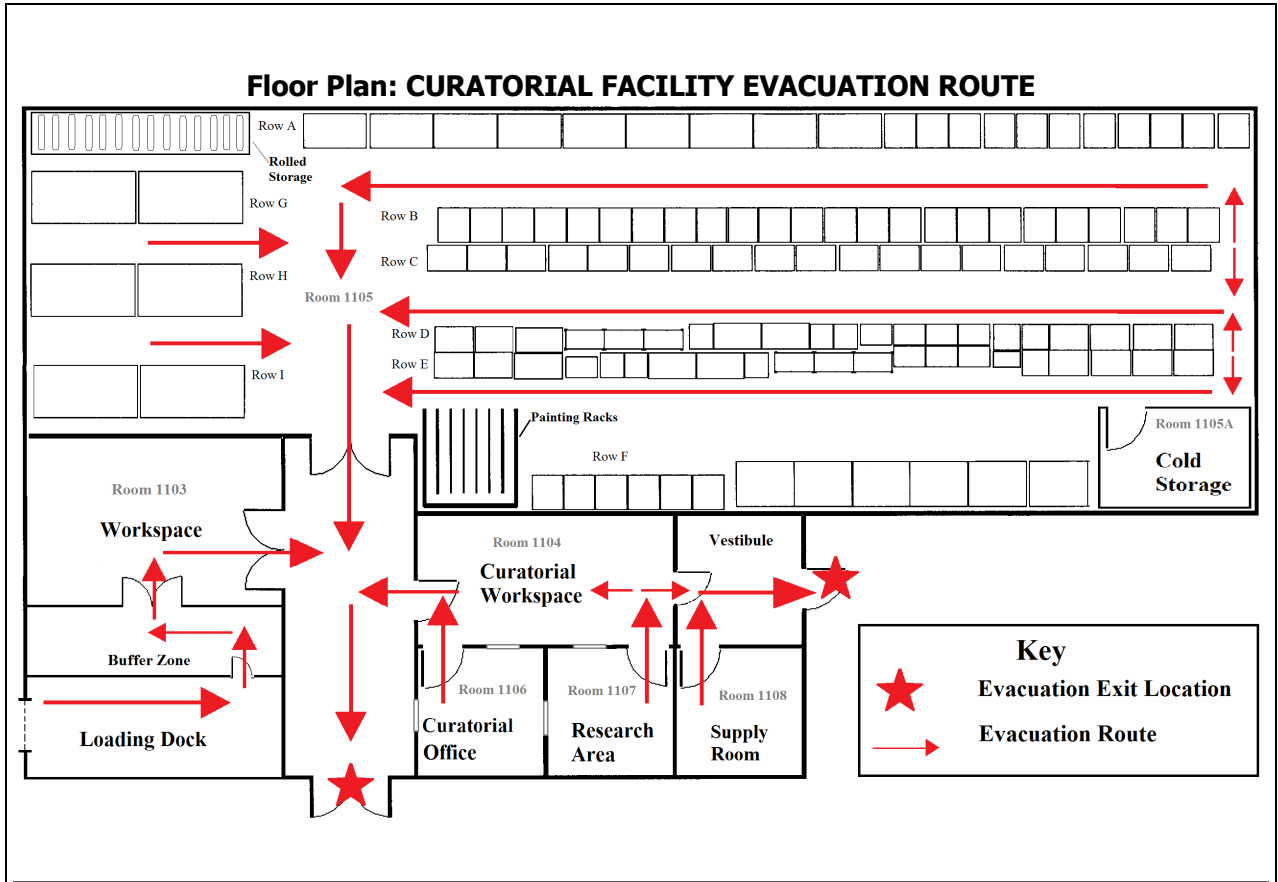 Floor Plan: CURATORIAL FACILITY EVACUATION ROUTE
Row A
Rolled
Storage
Row G
Row B
Row H
Row C
Room 1105
Row D
Row E
Row I
Painting Racks
Room 1105A
Cold
Storage
Row F
Room 1103
Workspace
Room 1104
Curatorial
Workspace
Vestibule
Buffer Zone
Loading Dock
Room 1106
Curatorial
Office
Room 1107
Research
Area
Room 1108
Supply
Room
Key
Evacuation Exit Location
Evacuation Route